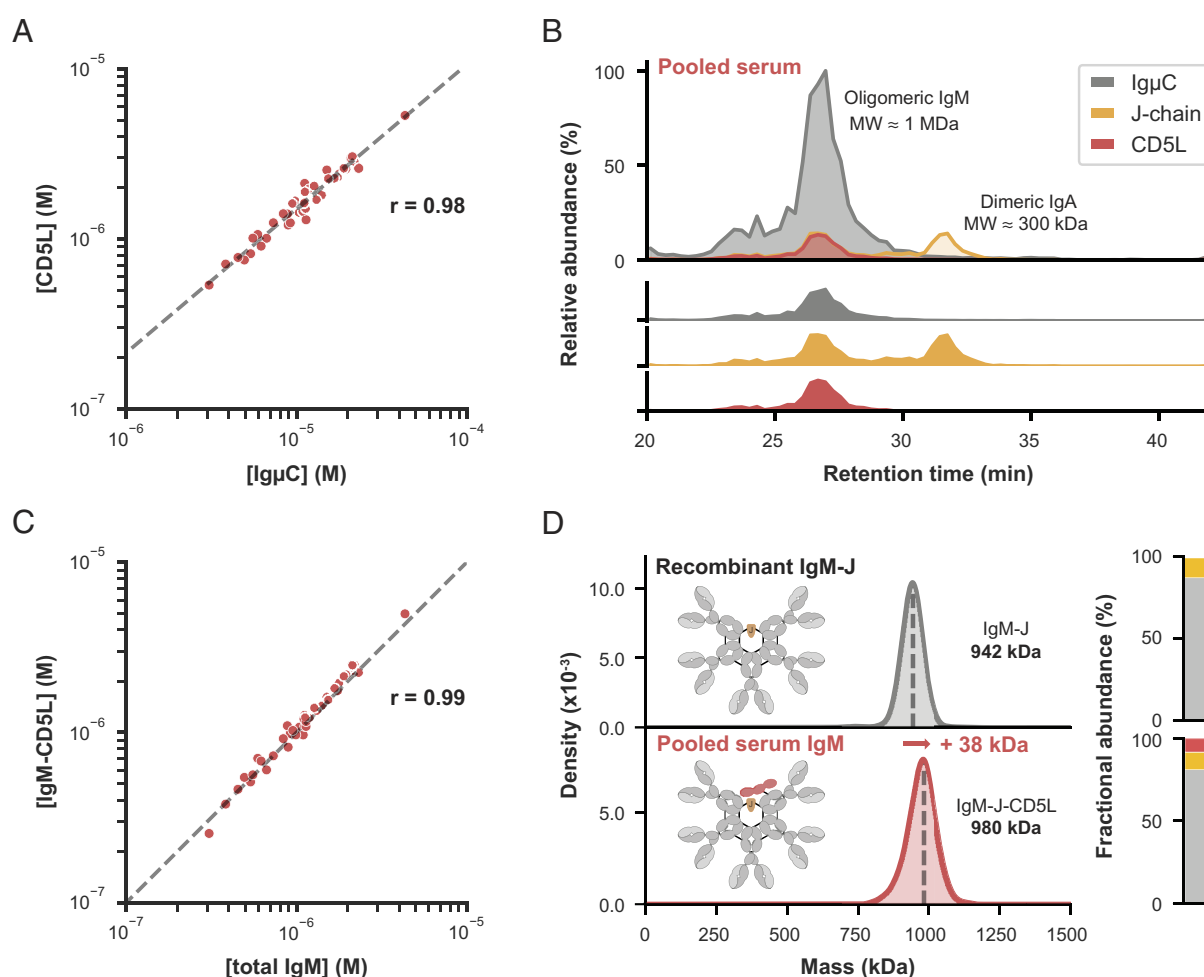 A
10⁻⁵
10⁻⁶
10⁻⁷
[CD5L] (M)
r = 0.98
10⁻⁶
10⁻⁵
10⁻⁴
[IgµC] (M)
B
Pooled serum
100
50
0
Relative abundance (%)
Oligomeric IgM
MW ≈ 1 MDa
Dimeric IgA
MW ≈ 300 kDa
IgµC
J-chain
CD5L
20
25
30
35
40
Retention time (min)
C
10⁻⁵
10⁻⁶
10⁻⁷
[IgM-CD5L] (M)
r = 0.99
10⁻⁷
10⁻⁶
10⁻⁵
[total IgM] (M)
D
Recombinant IgM-J
10.0
5.0
0.0
Density (x10⁻³)
J
IgM-J
942 kDa
Pooled serum IgM
+ 38 kDa
5.0
0.0
J
IgM-J-CD5L
980 kDa
0
250
500
750
1000
1250
1500
Mass (kDa)
Fractional abundance (%)
100
50
0
100
50
0